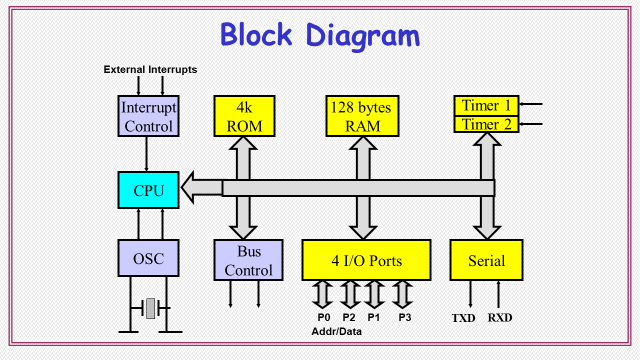 Block Diagram
External Interrupts
Interrupt
Control
4k
ROM
128 bytes
RAM
Timer 1
Timer 2
CPU
OSC
Bus
Control
4 I/O Ports
Serial
P0 P2 P1 P3
Addr/Data
TXD RXD